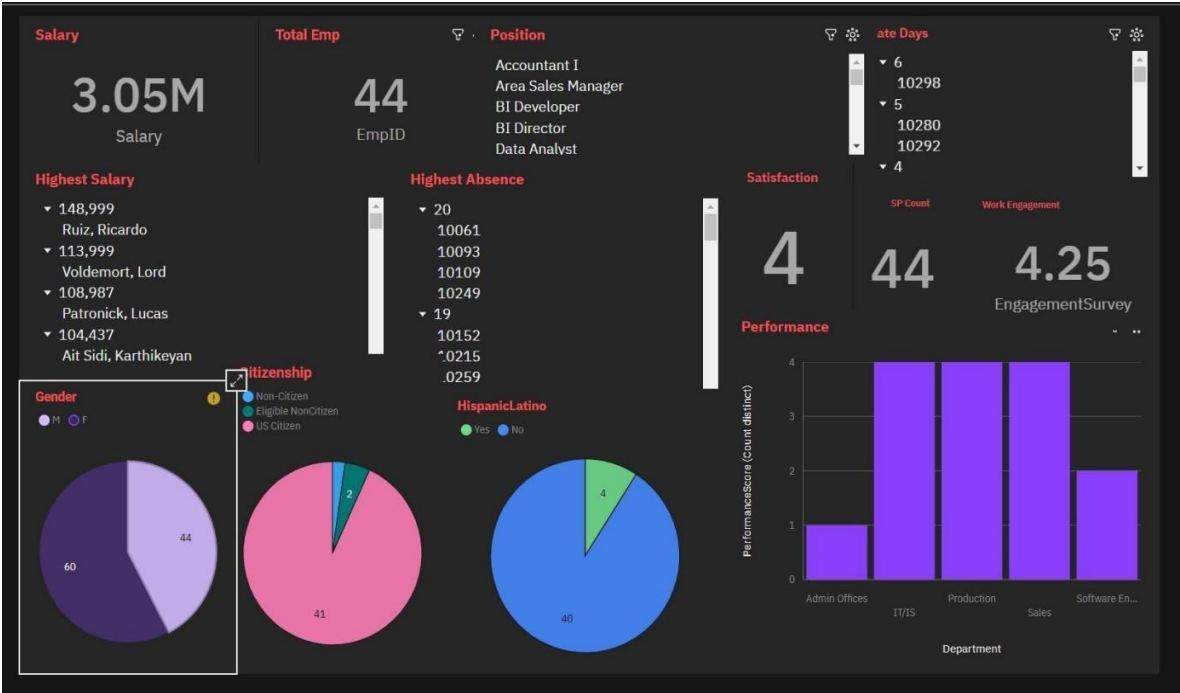 Salary
3.05M
Salary
Total Emp
44
EmpID
Position
Accountant I
Area Sales Manager
BI Developer
BI Director
Data Analyst
ate Days
6
10298
5
10280
10292
4
Highest Salary
148,999
Ruiz, Ricardo
113,999
Voldemort, Lord
108,987
Patronick, Lucas
104,437
Ait Sidi, Karthikeyan
Highest Absence
20
10061
10093
10109
10249
19
10152
0215
.0259
Satisfaction
4
SP Count
44
Work Engagement
4.25
EngagementSurvey
Gender
M F
44
60
Citizenship
Non-Citizen
Eligible NonCitizen
US Citizen
2
41
HispanicLatino
Yes No
4
40
Performance
PerformanceScore (Count distinct)
4
3
2
1
0
Admin Offices
IT/IS
Production
Sales
Software En...
Department